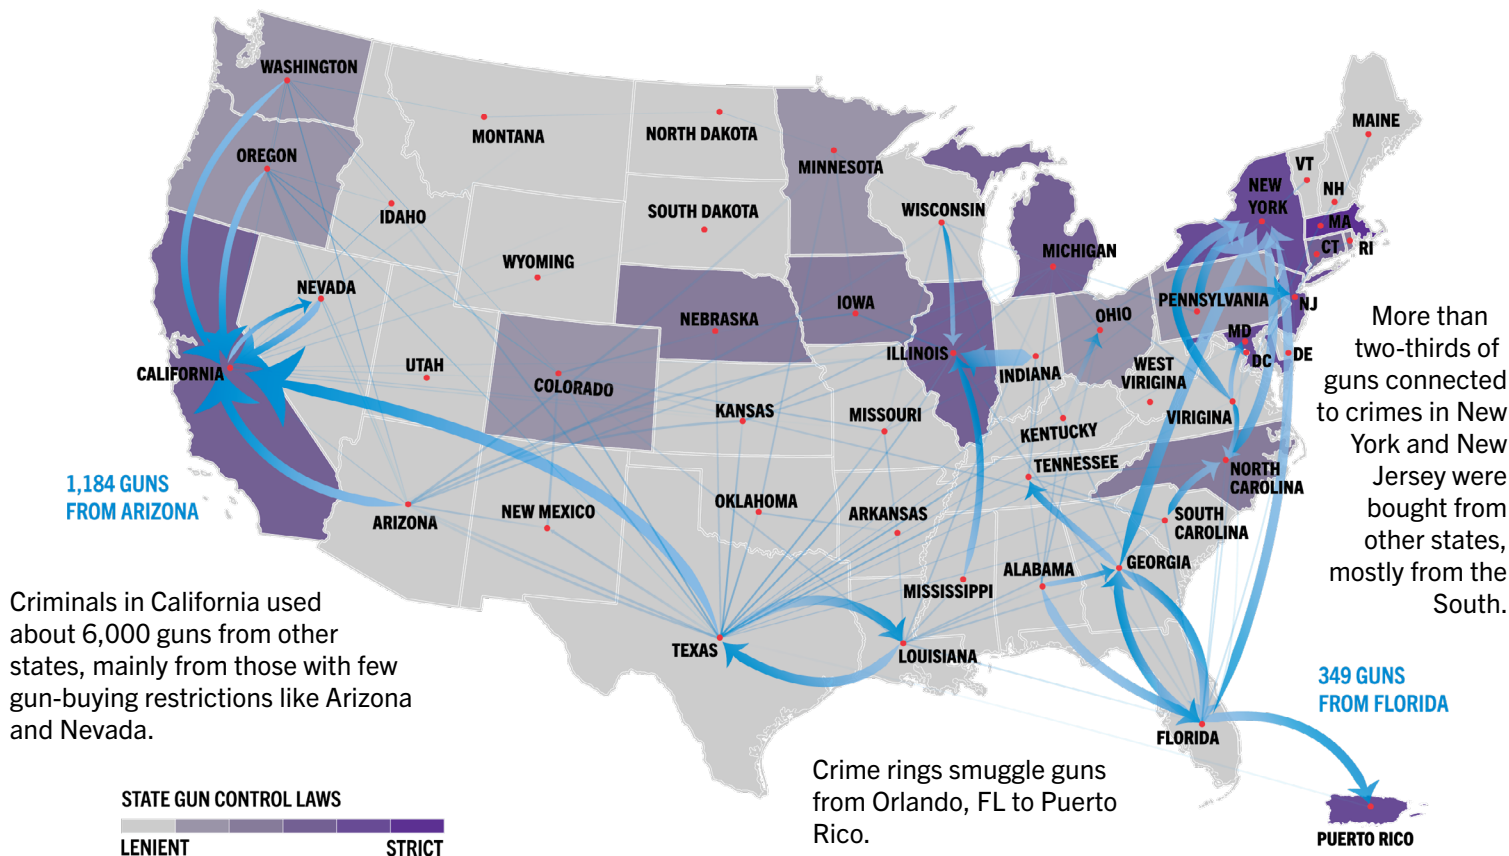 WASHINGTON
MONTANA
NORTH DAKOTA
MINNESOTA
MAINE
VT
NH
OREGON
IDAHO
SOUTH DAKOTA
WISCONSIN
NEW
YORK
MA
CT
RI
MICHIGAN
WYOMING
NEVADA
NEBRASKA
IOWA
OHIO
PENNSYLVANIA
NJ
MD
DC
DE
CALIFORNIA
UTAH
COLORADO
ILLINOIS
INDIANA
WEST
VIRIGINA
VIRIGINA
KANSAS
MISSOURI
KENTUCKY
TENNESSEE
NORTH
CAROLINA
ARIZONA
NEW MEXICO
OKLAHOMA
ARKANSAS
SOUTH
CAROLINA
MISSISSIPPI
ALABAMA
GEORGIA
TEXAS
LOUISIANA
FLORIDA
PUERTO RICO
1,184 GUNS
FROM ARIZONA
Criminals in California used
about 6,000 guns from other
states, mainly from those with few
gun-buying restrictions like Arizona
and Nevada.
More than
two-thirds of
guns connected
to crimes in New
York and New
Jersey were
bought from
other states,
mostly from the
South.
349 GUNS
FROM FLORIDA
Crime rings smuggle guns
from Orlando, FL to Puerto
Rico.
STATE GUN CONTROL LAWS
LENIENT
STRICT